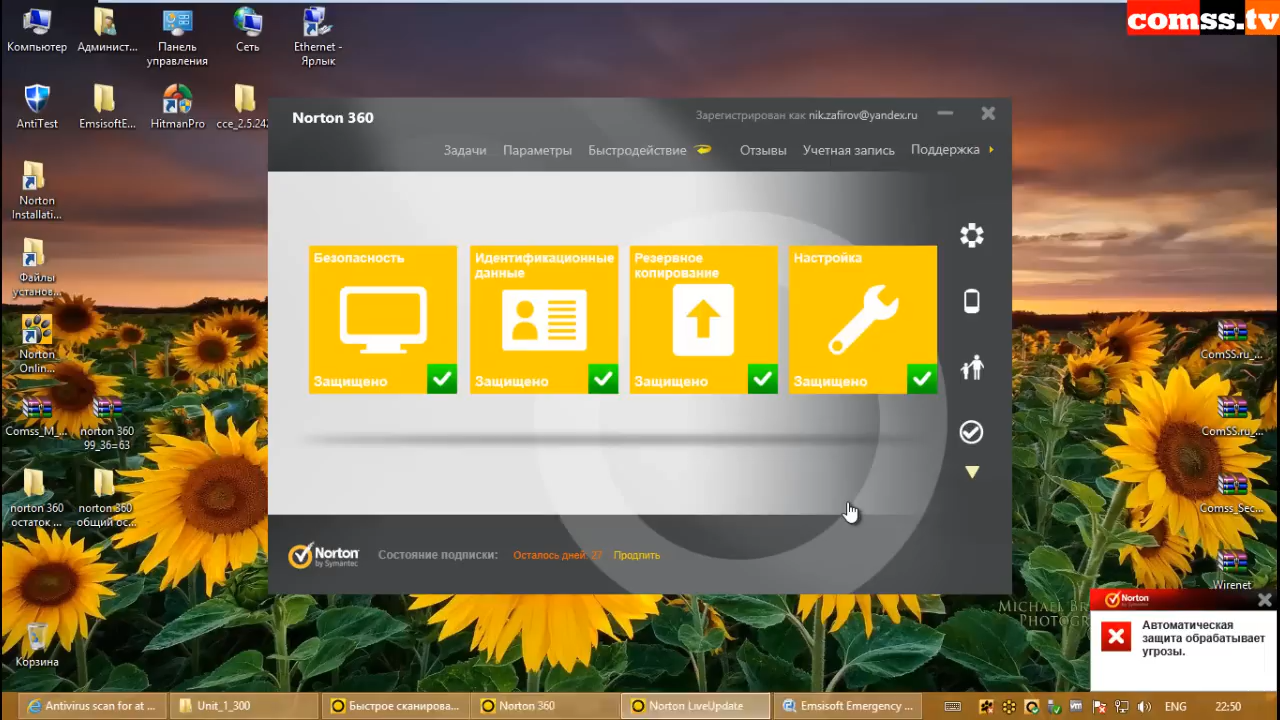 comss.tv
Компьютер
Админист...
Панель
управления
Сеть
Ethernet -
Ярлык
AntiTest
EmsisoftE...
HitmanPro
cce_2.5.242
Norton
Installati...
Файлы
установ...
Norton
Onlin...
Comss_M_...
norton 360
99_36=63
norton 360
остаток ...
norton 360
общий ос...
Корзина
Norton 360
Зарегистрирован как nik.zafirov@yandex.ru
Задачи
Параметры
Быстродействие
Отзывы
Учетная запись
Поддержка
Безопасность
Защищено
Идентификационные
данные
Защищено
Резервное
копирование
Защищено
Настройка
Защищено
Norton
by Symantec
Состояние подписки:
Осталось дней: 27
Продлить
ComSS.ru_...
ComSS.ru_...
Comss_Sec...
Wirenet
Norton
by Symantec
Автоматическая
защита обрабатывает
угрозы.
Antivirus scan for at ...
Unit_1_300
Быстрое сканирова...
Norton 360
Norton LiveUpdate
Emsisoft Emergency ...
ENG
22:50